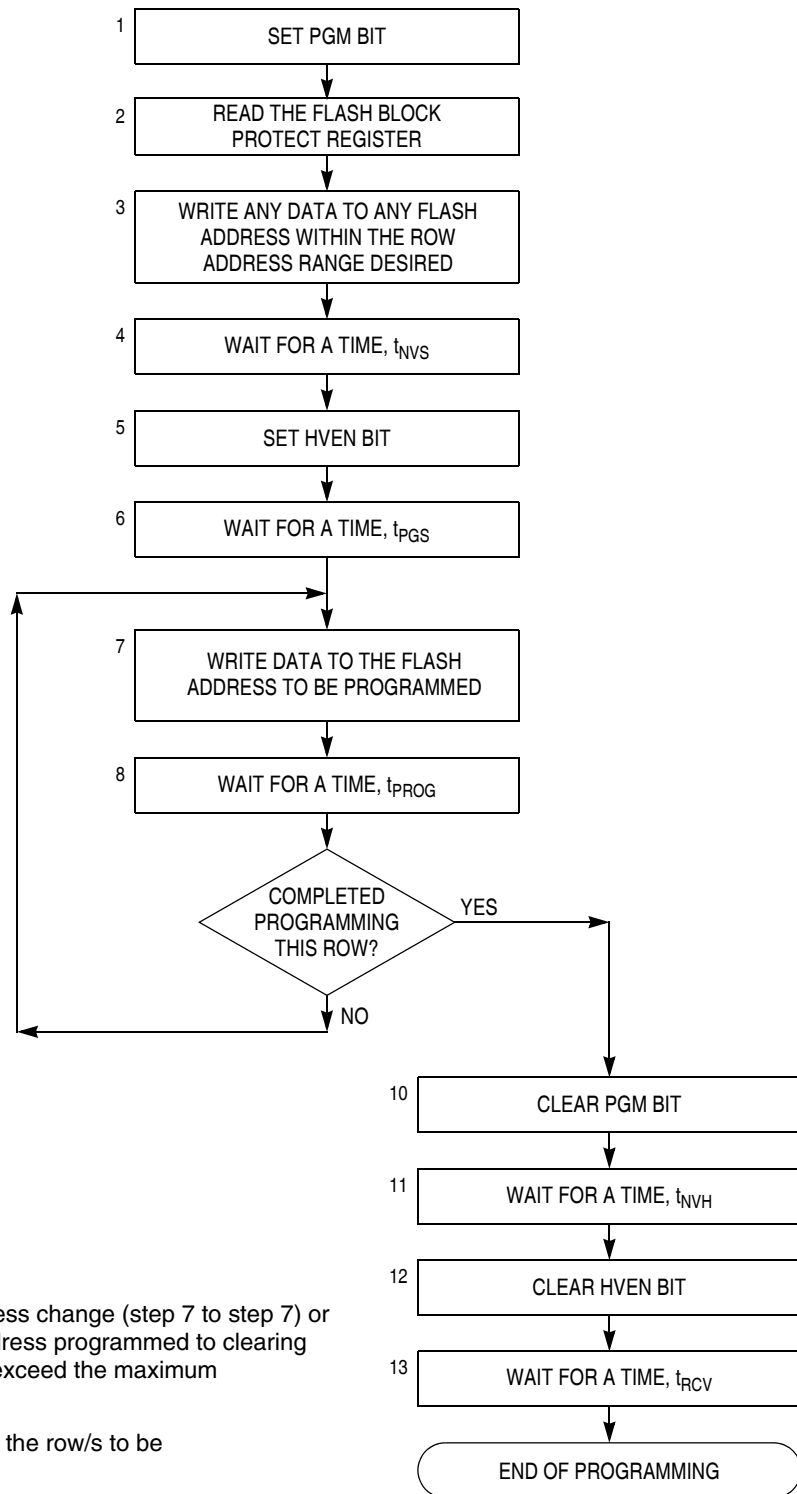 1
SET PGM BIT
2
READ THE FLASH BLOCK
PROTECT REGISTER
3
WRITE ANY DATA TO ANY FLASH
ADDRESS WITHIN THE ROW
ADDRESS RANGE DESIRED
4
WAIT FOR A TIME, tNVS
5
SET HVEN BIT
6
WAIT FOR A TIME, tPGS
7
WRITE DATA TO THE FLASH
ADDRESS TO BE PROGRAMMED
8
WAIT FOR A TIME, tPROG
COMPLETED
PROGRAMMING
THIS ROW?
YES
NO
10
CLEAR PGM BIT
11
WAIT FOR A TIME, tNVH
12
CLEAR HVEN BIT
13
WAIT FOR A TIME, tRCV
END OF PROGRAMMING
ess change (step 7 to step 7) or
dress programmed to clearing
exceed the maximum
the row/s to be